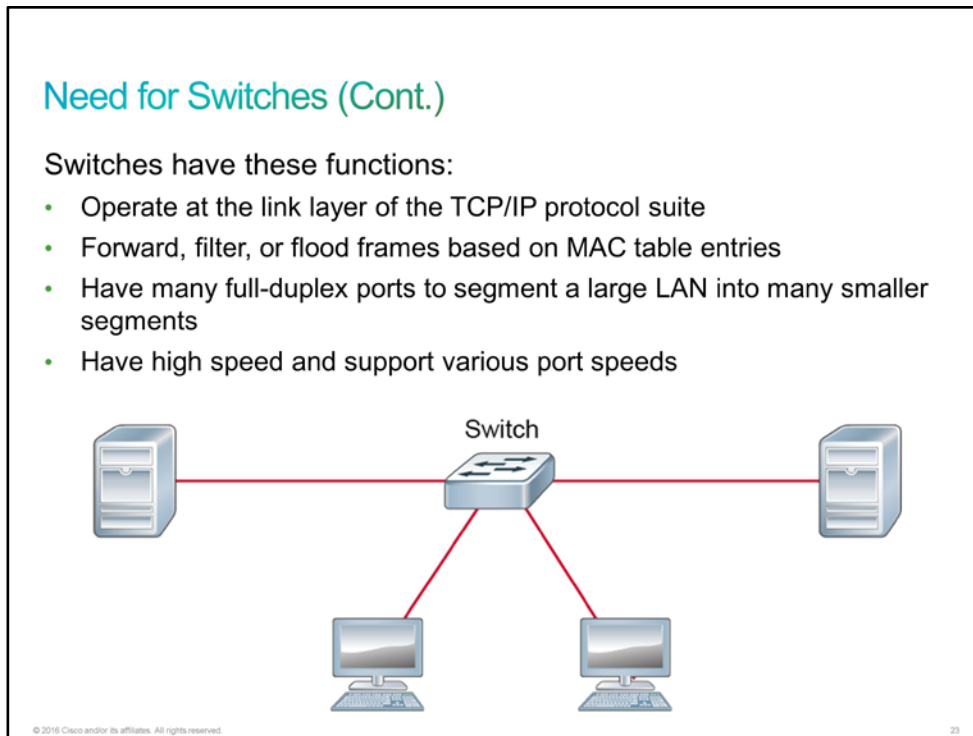 Need for Switches (Cont.)
Switches have these functions:
• Operate at the link layer of the TCP/IP protocol suite
• Forward, filter, or flood frames based on MAC table entries
• Have many full-duplex ports to segment a large LAN into many smaller
segments
• Have high speed and support various port speeds
Switch
© 2016 Cisco and/or its affiliates. All rights reserved.
23